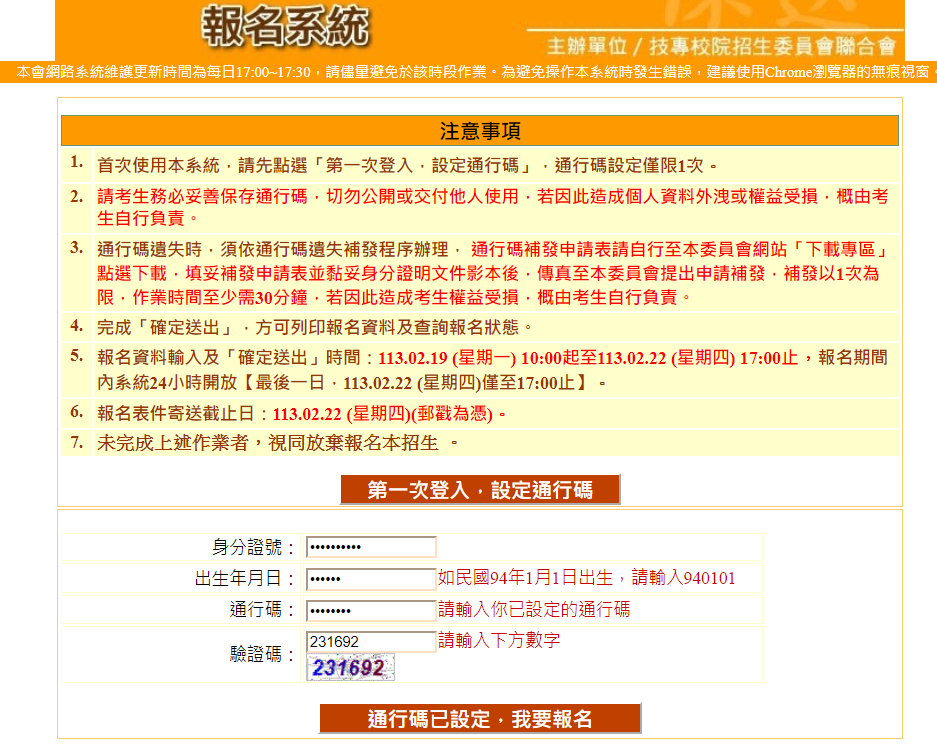 報名系統
主辦單位 / 技專校院招生委員會聯合會
本會網路系統維護更新時間為每日17:00~17:30，請儘量避免於該時段作業。為避免操作本系統時發生錯誤，建議使用Chrome瀏覽器的無痕視窗，
注意事項
1. 首次使用本系統，請先點選「第一次登入，設定通行碼」，通行碼設定僅限1次。
2. 請考生務必妥善保存通行碼，切勿公開或交付他人使用，若因此造成個人資料外洩或權益受損，概由考
生自行負責。
3. 通行碼遺失時，須依通行碼遺失補發程序辦理， 通行碼補發申請表請自行至本委員會網站「下載專區」
點選下載，填妥補發申請表並黏妥身分證明文件影本後，傳真至本委員會提出申請補發，補發以1次為
限，作業時間至少需30分鐘，若因此造成考生權益受損，概由考生自行負責。
4. 完成「確定送出」，方可列印報名資料及查詢報名狀態。
5. 報名資料輸入及「確定送出」時間：113.02.19 (星期一) 10:00起至113.02.22 (星期四) 17:00止，報名期間
內系統24小時開放【最後一日，113.02.22 (星期四)僅至17:00止】。
6. 報名表件寄送截止日：113.02.22 (星期四)(郵戳為憑)。
7. 未完成上述作業者，視同放棄報名本招生 。
第一次登入，設定通行碼
身分證號： ••••••••••
出生年月日： •••••• 如民國94年1月1日出生，請輸入940101
通行碼： •••••••• 請輸入你已設定的通行碼
驗證碼： 231692 請輸入下方數字
231692
通行碼已設定，我要報名